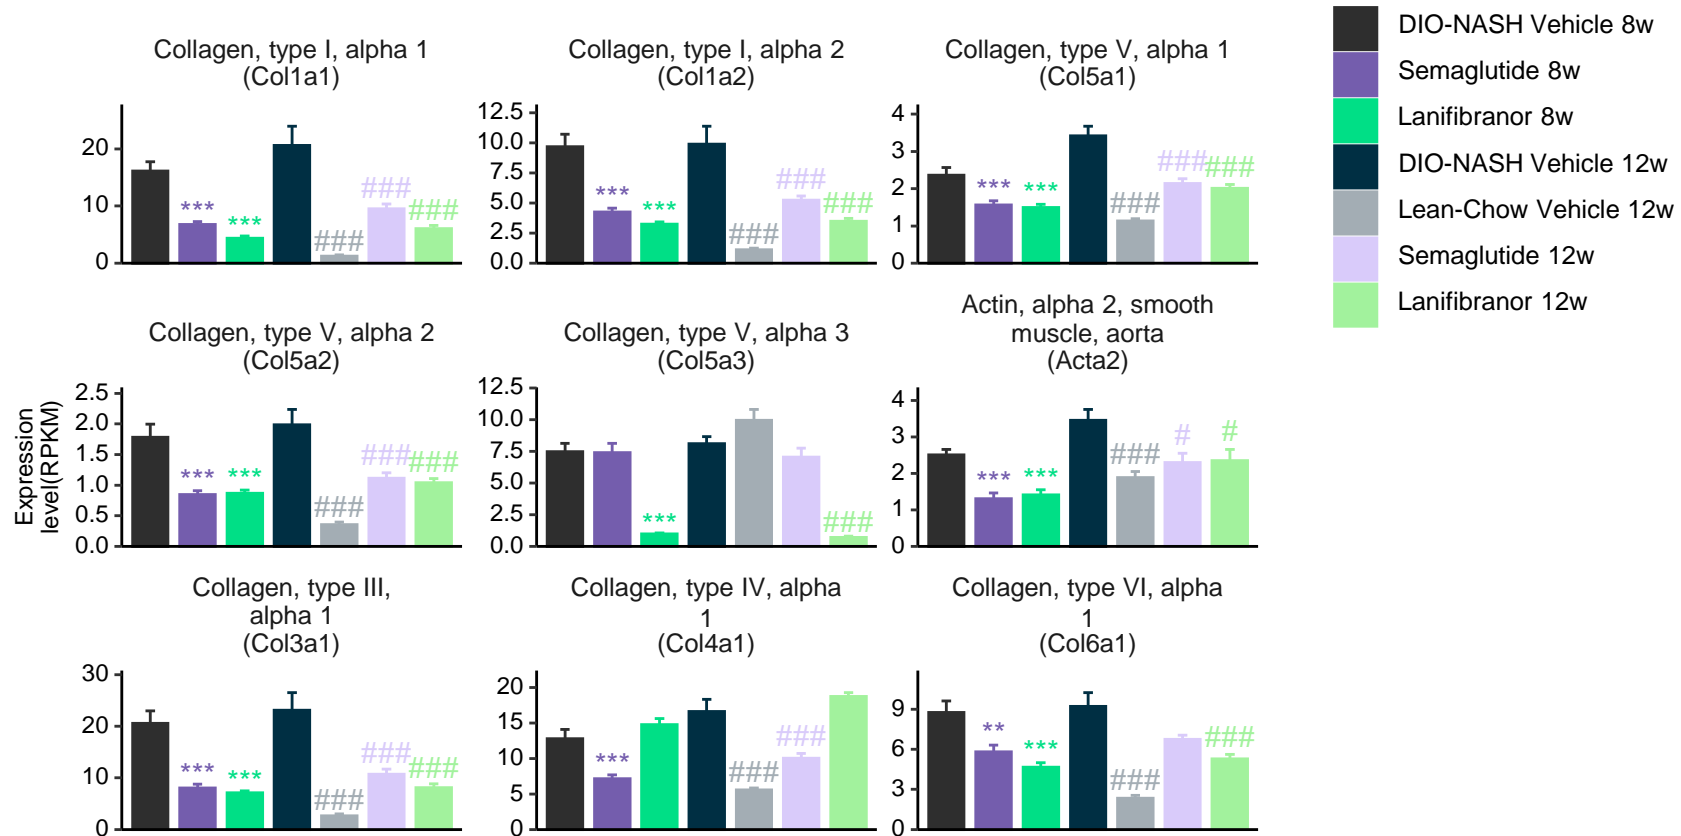 Collagen, type I, alpha 1
(Col1a1)
20
10
0
***
***
###
###
###
Collagen, type I, alpha 2
(Col1a2)
12.5
10.0
7.5
5.0
2.5
0.0
***
***
###
###
###
Collagen, type V, alpha 1
(Col5a1)
4
3
2
1
0
***
***
###
###
###
DIO-NASH Vehicle 8w
Semaglutide 8w
Lanifibranor 8w
DIO-NASH Vehicle 12w
Lean-Chow Vehicle 12w
Semaglutide 12w
Lanifibranor 12w
Expression
level(RPKM)
Collagen, type V, alpha 2
(Col5a2)
2.5
2.0
1.5
1.0
0.5
0.0
***
***
###
###
###
Collagen, type V, alpha 3
(Col5a3)
12.5
10.0
7.5
5.0
2.5
0.0
***
###
Actin, alpha 2, smooth
muscle, aorta
(Acta2)
4
3
2
1
0
***
***
###
#
#
Collagen, type III,
alpha 1
(Col3a1)
30
20
10
0
***
***
###
###
###
Collagen, type IV, alpha
1
(Col4a1)
20
15
10
5
0
***
###
###
Collagen, type VI, alpha
1
(Col6a1)
9
6
3
0
**
***
###
###